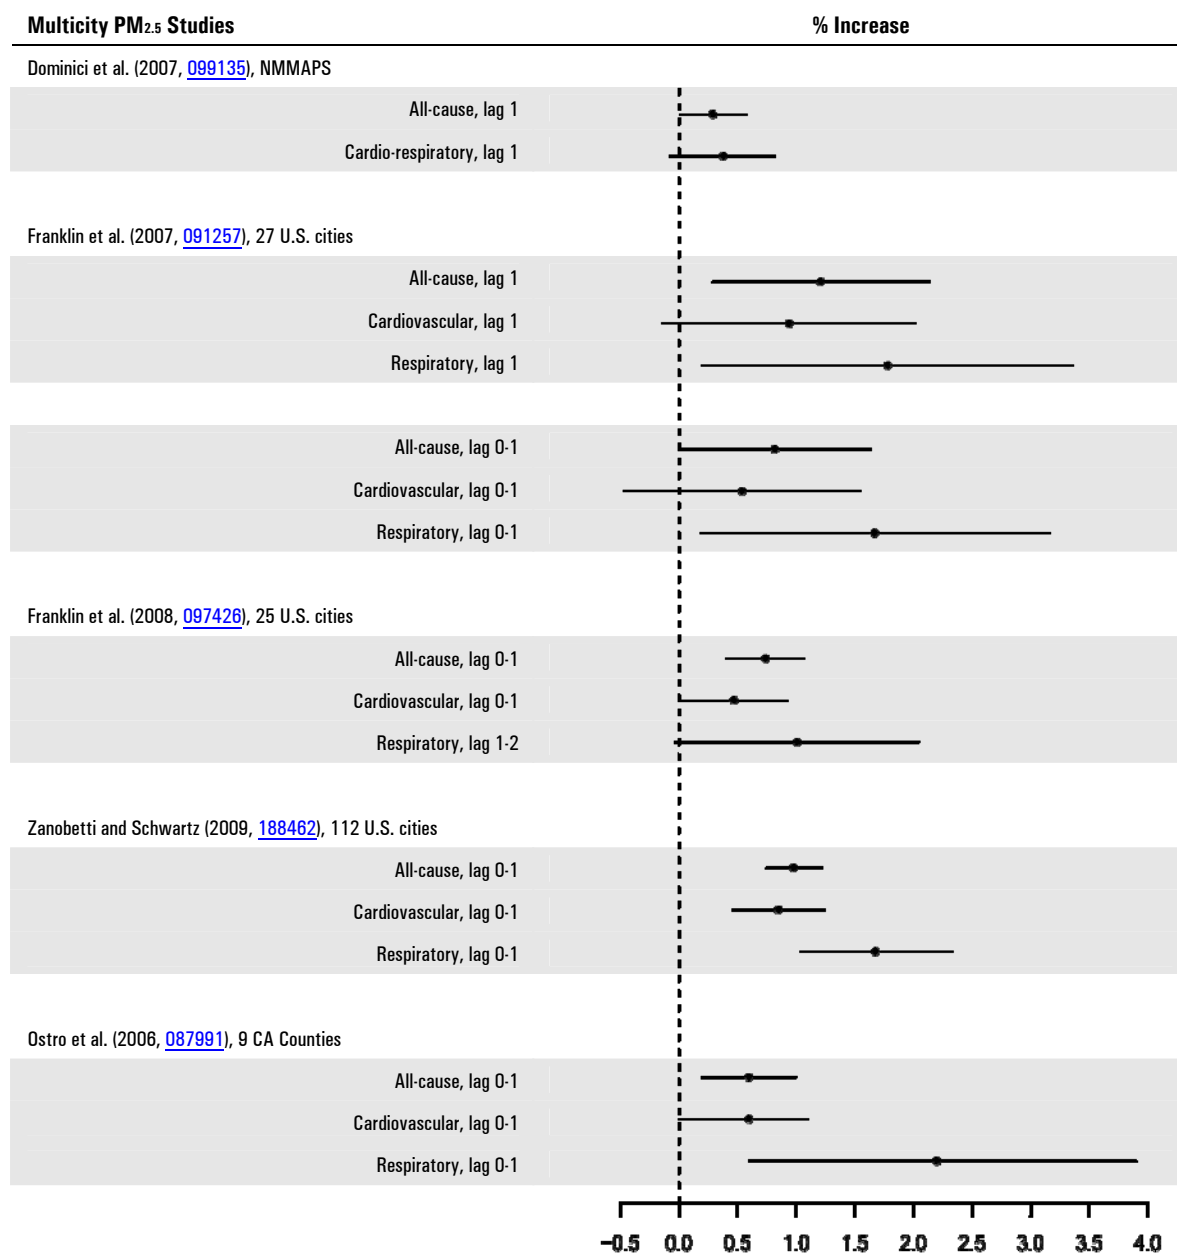 Multicity PM2.5 Studies % Increase
Dominici et al. (2007, 099135), NMMAPS
All-cause, lag 1
Cardio-respiratory, lag 1
Franklin et al. (2007, 091257), 27 U.S. cities
All-cause, lag 1
Cardiovascular, lag 1
Respiratory, lag 1
All-cause, lag 0-1
Cardiovascular, lag 0-1
Respiratory, lag 0-1
Franklin et al. (2008, 097426), 25 U.S. cities
All-cause, lag 0-1
Cardiovascular, lag 0-1
Respiratory, lag 1-2
Zanobetti and Schwartz (2009, 188462), 112 U.S. cities
All-cause, lag 0-1
Cardiovascular, lag 0-1
Respiratory, lag 0-1
Ostro et al. (2006, 087991), 9 CA Counties
All-cause, lag 0-1
Cardiovascular, lag 0-1
Respiratory, lag 0-1
−0.5 0.0 0.5 1.0 1.5 2.0 2.5 3.0 3.5 4.0